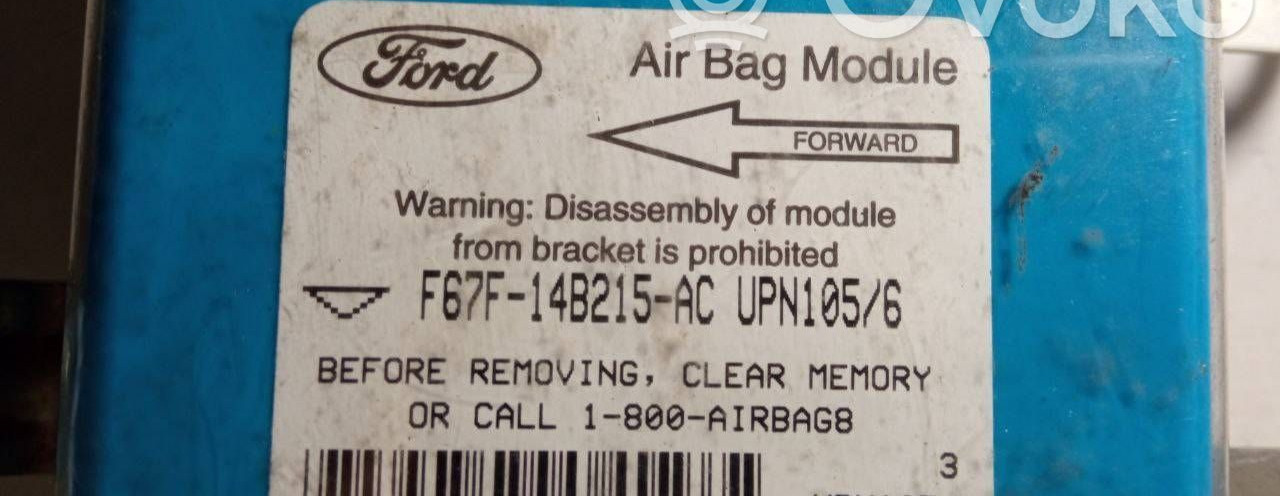 Ovoko
Ford
Air Bag Module
FORWARD
Warning: Disassembly of module
from bracket is prohibited
F67F-14B215-AC UPN105/6
BEFORE REMOVING, CLEAR MEMORY
OR CALL 1-800-AIRBAG8
3